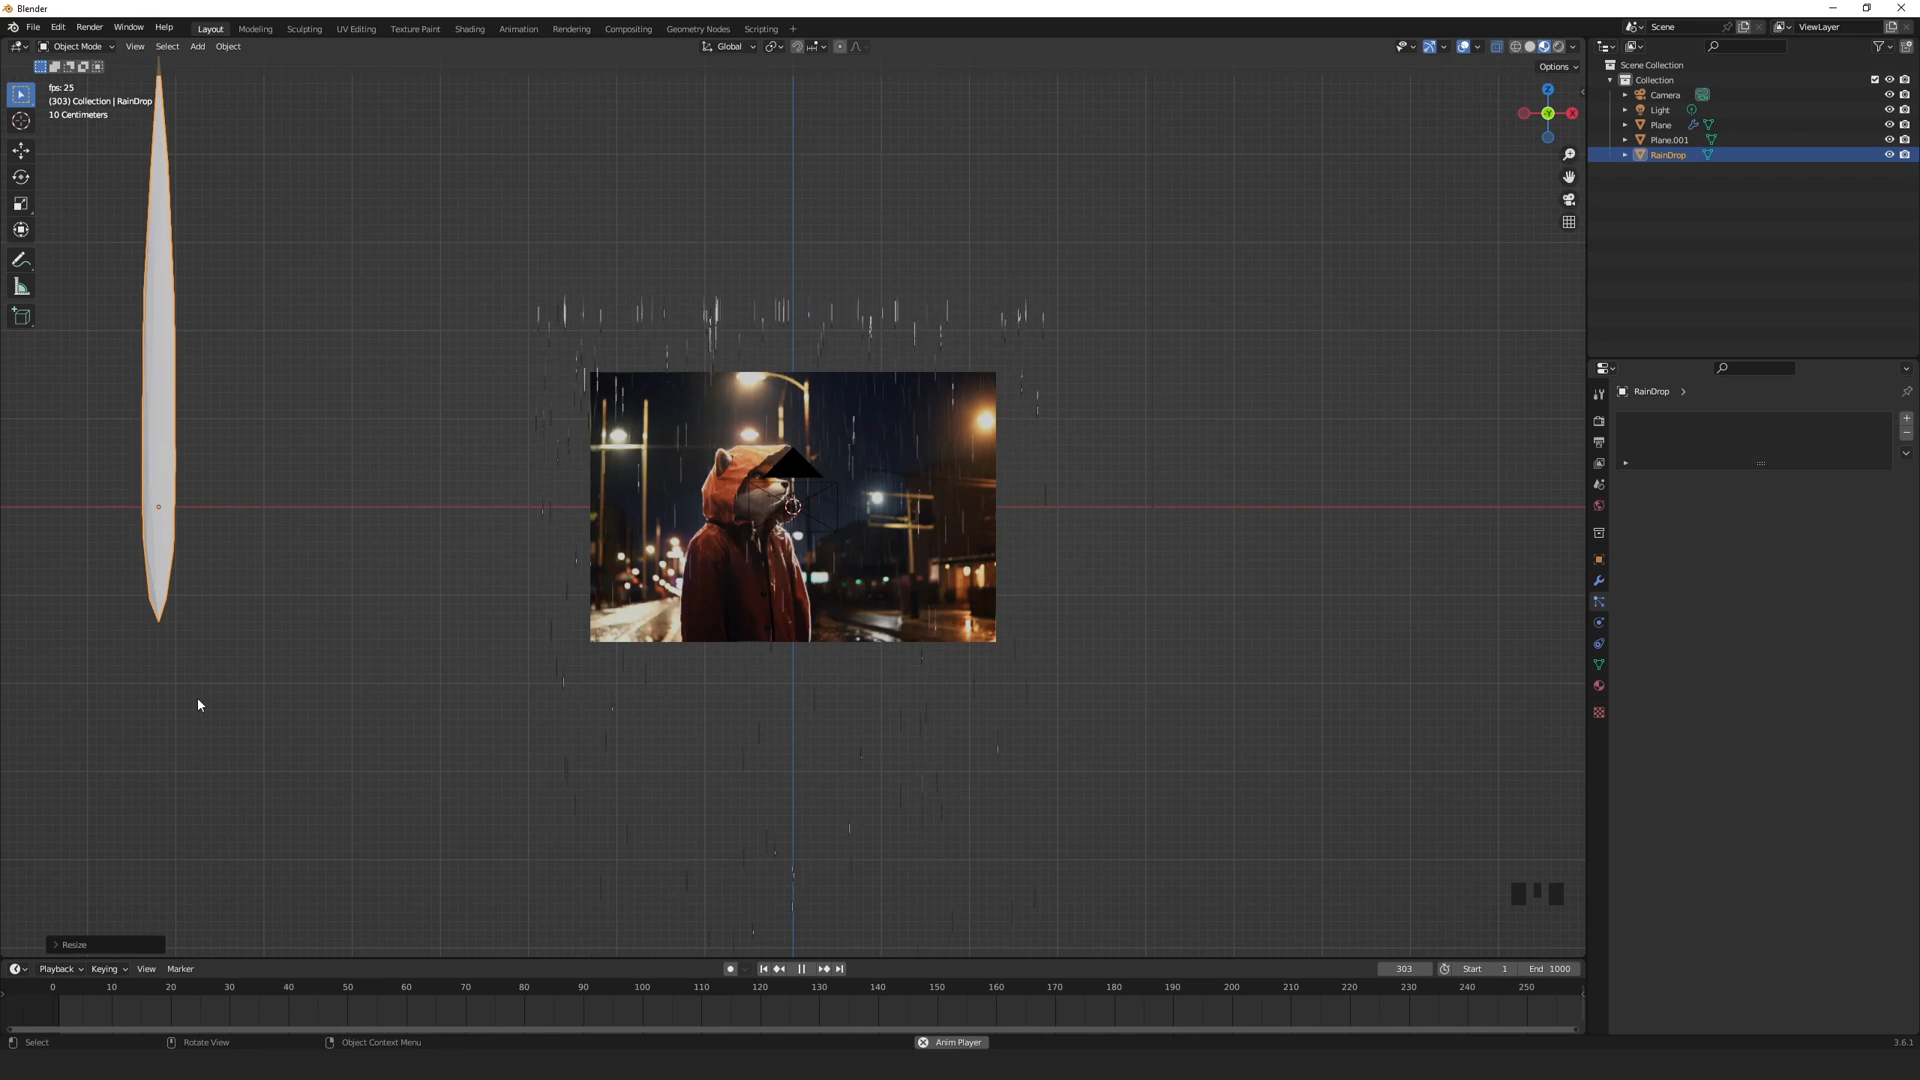 Blender
File Edit Render Window Help Layout Modeling Sculpting UV Editing Texture Paint Shading Animation Rendering Compositing Geometry Nodes Scripting + Scene ViewLayer
Object Mode View Select Add Object Global
Options
fps: 25
(303) Collection | RainDrop
10 Centimeters
Z
X
-Y
Scene Collection
Collection
Camera
Light
Plane
Plane.001
RainDrop
RainDrop
Resize
Playback Keying View Marker 303 Start 1 End 1000
0 10 20 30 40 50 60 70 80 90 100 110 120 130 140 150 160 170 180 190 200 210 220 230 240 250
Select Rotate View Object Context Menu Anim Player 3.6.1